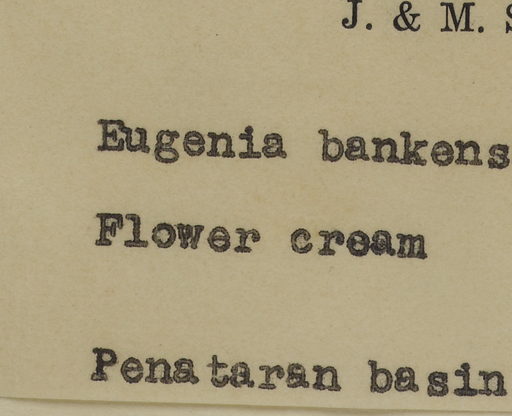 J. & M.
Eugenia bankens
Flower cream
Penataran basin